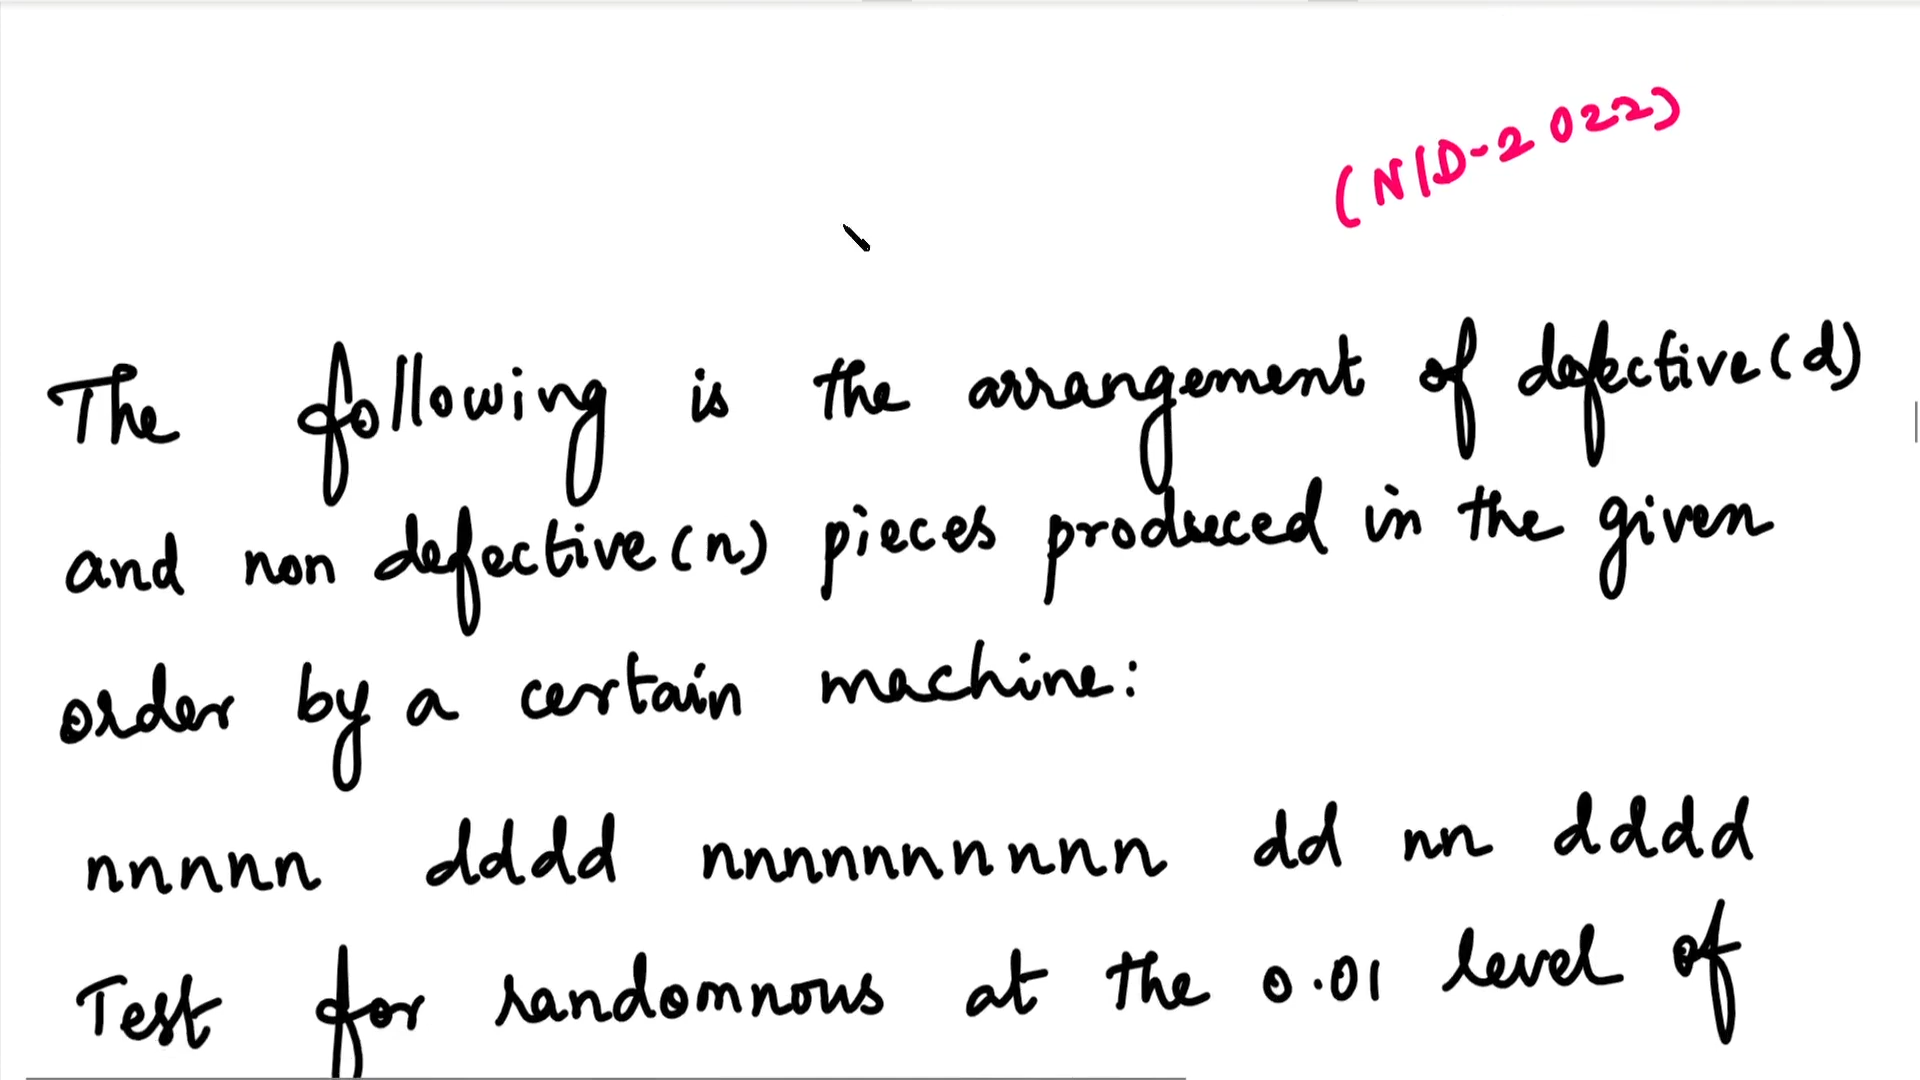 (N/D-2022)
The following is the arrangement of defective(d)
and non defective(n) pieces produced in the given
order by a certain machine:
nnnnn dddd nnnnnnnnnn dd nn dddd
Test for randomnous at the 0.01 level of